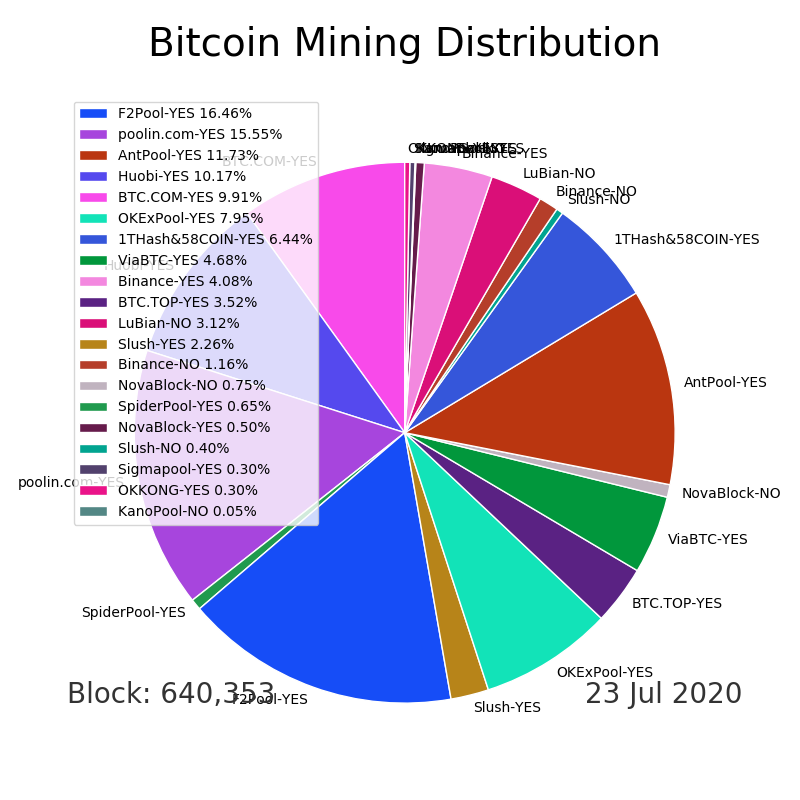 Bitcoin Mining Distribution
F2Pool-YES 16.46%
poolin.com-YES 15.55%
AntPool-YES 11.73%
Huobi-YES 10.17%
BTC.COM-YES 9.91%
OKExPool-YES 7.95%
1THash&58COIN-YES 6.44%
ViaBTC-YES 4.68%
Binance-YES 4.08%
BTC.TOP-YES 3.52%
LuBian-NO 3.12%
Slush-YES 2.26%
Binance-NO 1.16%
NovaBlock-NO 0.75%
SpiderPool-YES 0.65%
NovaBlock-YES 0.50%
Slush-NO 0.40%
Sigmapool-YES 0.30%
OKKONG-YES 0.30%
KanoPool-NO 0.05%
BTC.COM-YES
Binance-YES
LuBian-NO
Binance-NO
Slush-NO
1THash&58COIN-YES
Huobi-YES
AntPool-YES
poolin.com-YES
NovaBlock-NO
ViaBTC-YES
BTC.TOP-YES
SpiderPool-YES
OKExPool-YES
F2Pool-YES
Slush-YES
Block: 640,353
23 Jul 2020